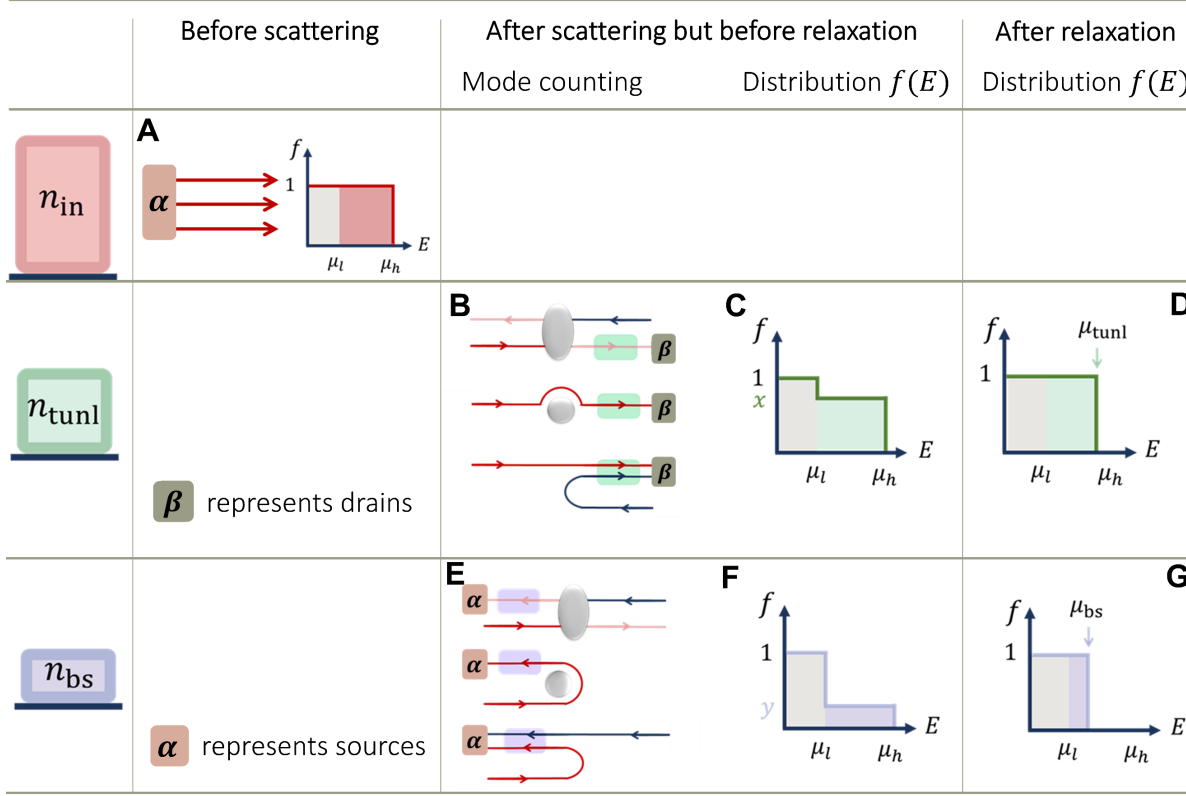 Before scattering
After scattering but before relaxation
After relaxation
Mode counting
Distribution f(E)
Distribution f(E)
n_in
A
α
f
1
E
μ_l
μ_h
n_tunl
β represents drains
B
β
β
β
C
f
1
x
E
μ_l
μ_h
D
f
1
μ_tunl
E
μ_l
μ_h
n_bs
α represents sources
E
α
α
α
F
f
1
y
E
μ_l
μ_h
G
f
1
μ_bs
E
μ_l
μ_h